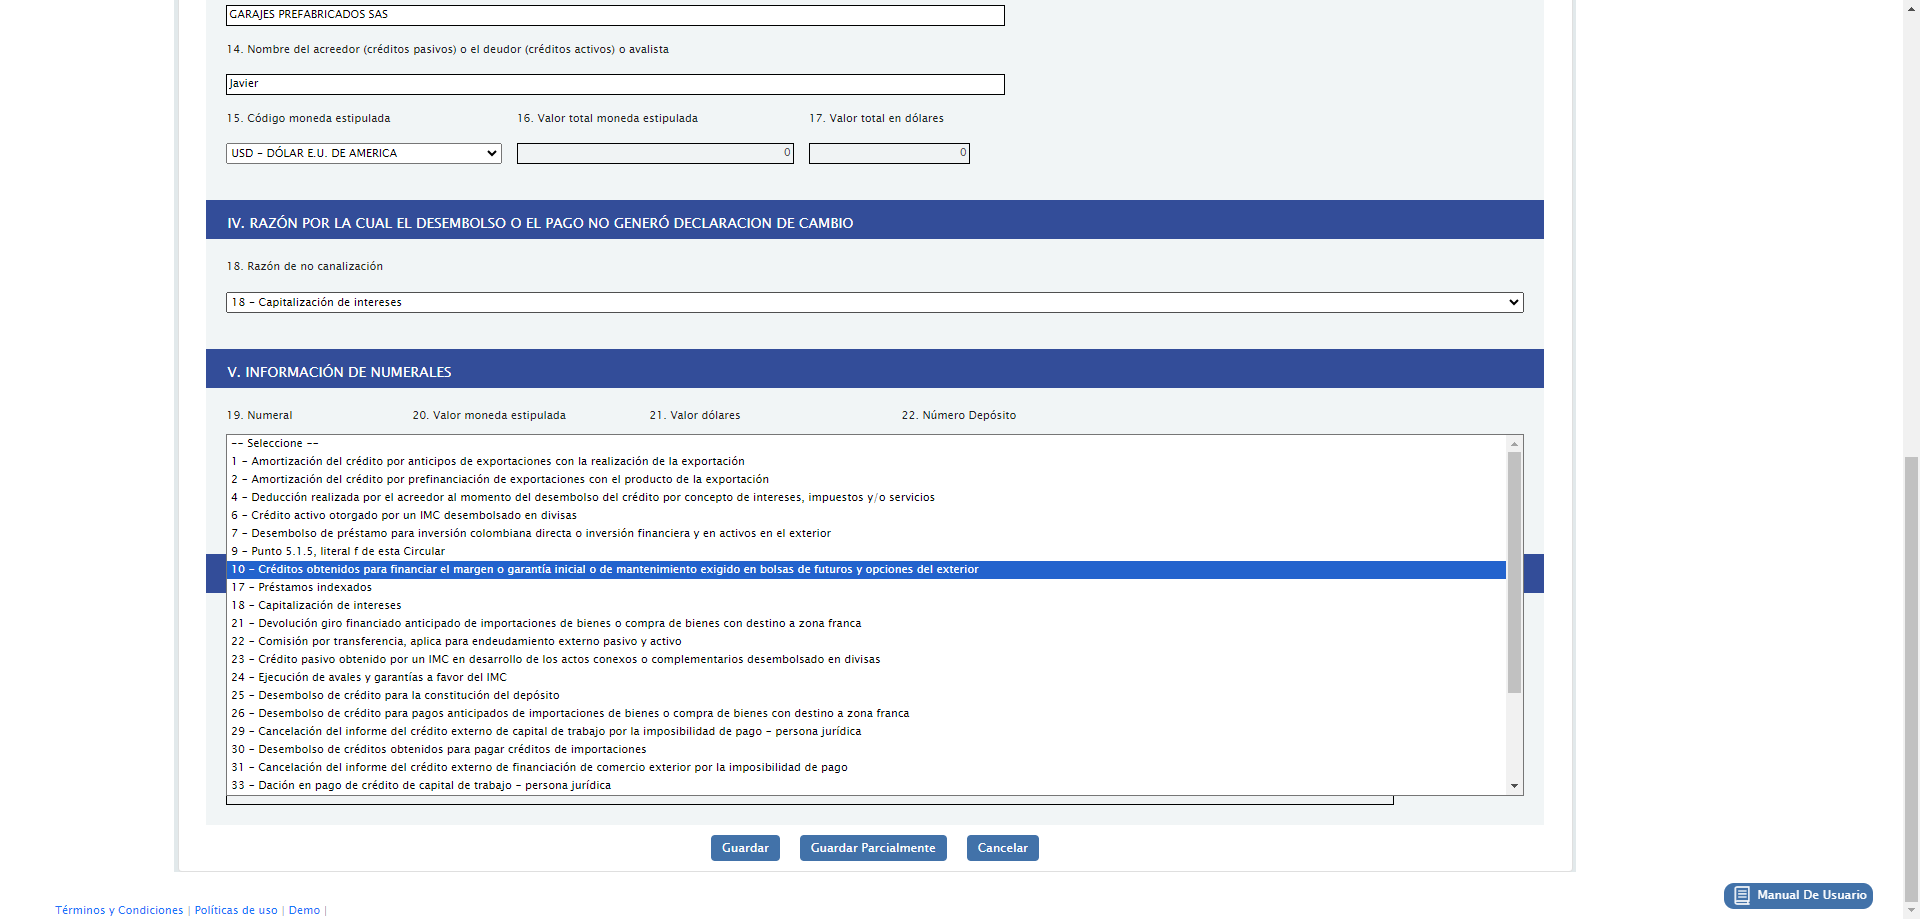 GARAJES PREFABRICADOS SAS
14. Nombre del acreedor (créditos pasivos) o el deudor (créditos activos) o avalista
Javier
15. Código moneda estipulada
16. Valor total moneda estipulada
17. Valor total en dólares
USD - DÓLAR E.U. DE AMERICA
0
0
IV. RAZÓN POR LA CUAL EL DESEMBOLSO O EL PAGO NO GENERÓ DECLARACION DE CAMBIO
18. Razón de no canalización
18 - Capitalización de intereses
V. INFORMACIÓN DE NUMERALES
19. Numeral
20. Valor moneda estipulada
21. Valor dólares
22. Número Depósito
-- Seleccione --
1 - Amortización del crédito por anticipos de exportaciones con la realización de la exportación
2 - Amortización del crédito por prefinanciación de exportaciones con el producto de la exportación
4 - Deducción realizada por el acreedor al momento del desembolso del crédito por concepto de intereses, impuestos y/o servicios
6 - Crédito activo otorgado por un IMC desembolsado en divisas
7 - Desembolso de préstamo para inversión colombiana directa o inversión financiera y en activos en el exterior
9 - Punto 5.1.5, literal f de esta Circular
10 - Créditos obtenidos para financiar el margen o garantía inicial o de mantenimiento exigido en bolsas de futuros y opciones del exterior
17 - Préstamos indexados
18 - Capitalización de intereses
21 - Devolución giro financiado anticipado de importaciones de bienes o compra de bienes con destino a zona franca
22 - Comisión por transferencia, aplica para endeudamiento externo pasivo y activo
23 - Crédito pasivo obtenido por un IMC en desarrollo de los actos conexos o complementarios desembolsado en divisas
24 - Ejecución de avales y garantías a favor del IMC
25 - Desembolso de crédito para la constitución del depósito
26 - Desembolso de crédito para pagos anticipados de importaciones de bienes o compra de bienes con destino a zona franca
29 - Cancelación del informe del crédito externo de capital de trabajo por la imposibilidad de pago - persona jurídica
30 - Desembolso de créditos obtenidos para pagar créditos de importaciones
31 - Cancelación del informe del crédito externo de financiación de comercio exterior por la imposibilidad de pago
33 - Dación en pago de crédito de capital de trabajo - persona jurídica
Guardar
Guardar Parcialmente
Cancelar
Manual De Usuario
Términos y Condiciones | Políticas de uso | Demo |